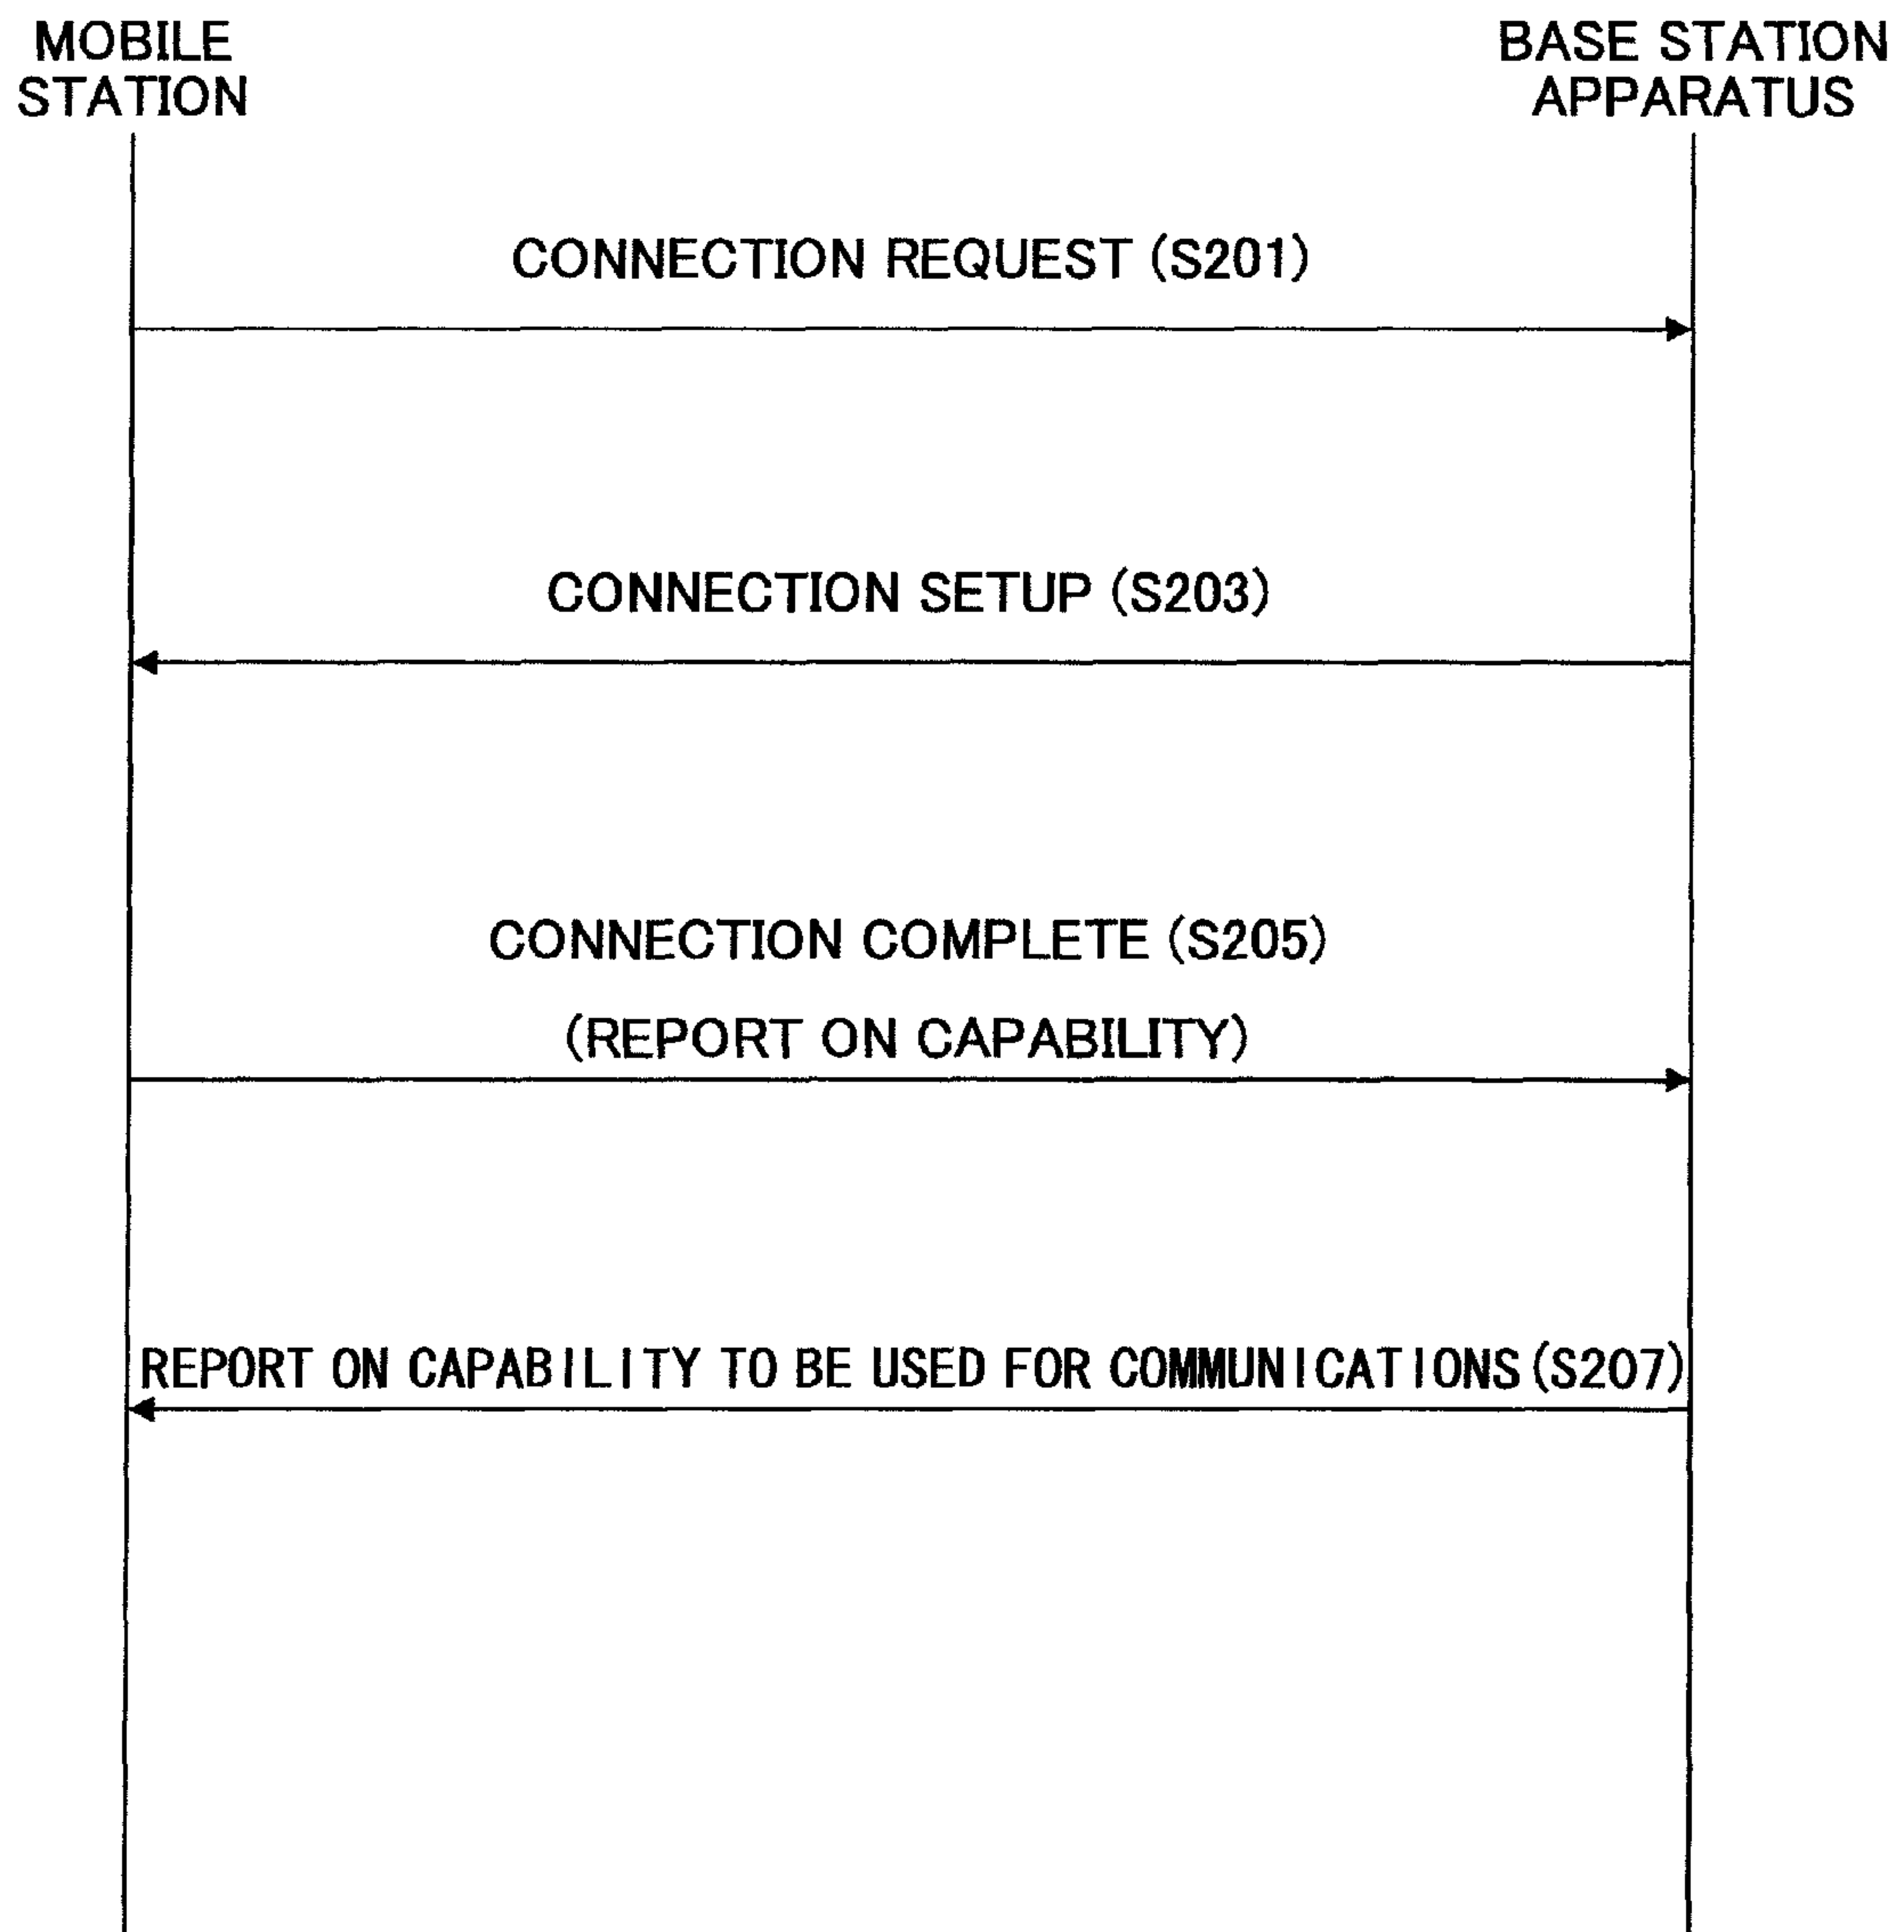 MOBILE
STATION
BASE STATION
APPARATUS
CONNECTION REQUEST (S201)
CONNECTION SETUP (S203)
CONNECTION COMPLETE (S205)
(REPORT ON CAPABILITY)
REPORT ON CAPABILITY TO BE USED FOR COMMUNICATIONS (S207)